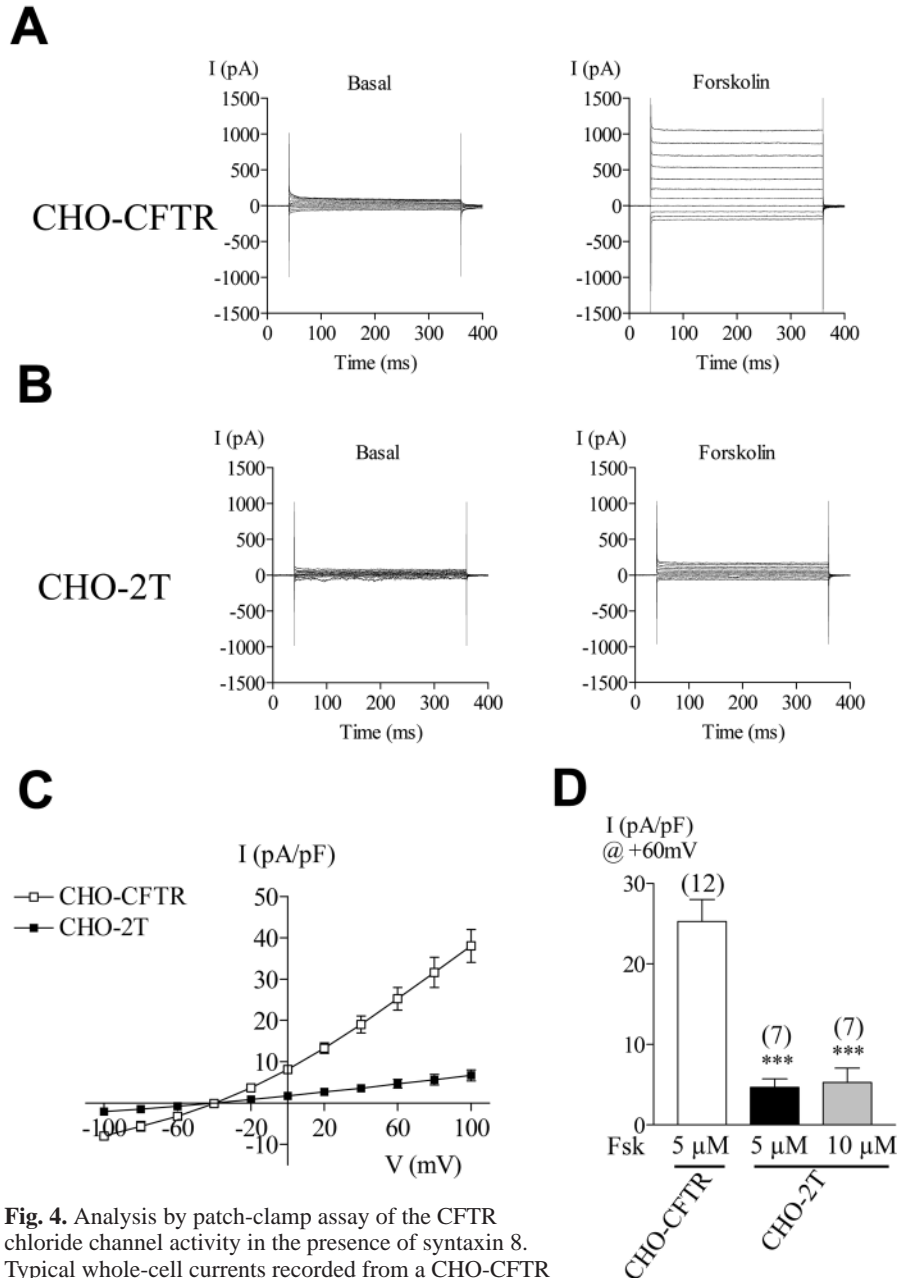 A
I (pA)
Basal
1500
1000
500
0
-500
-1000
-1500
0 100 200 300 400
Time (ms)
I (pA)
Forskolin
1500
1000
500
0
-500
-1000
-1500
0 100 200 300 400
Time (ms)
CHO-CFTR
B
I (pA)
Basal
1500
1000
500
0
-500
-1000
-1500
0 100 200 300 400
Time (ms)
I (pA)
Forskolin
1500
1000
500
0
-500
-1000
-1500
0 100 200 300 400
Time (ms)
CHO-2T
C
I (pA/pF)
CHO-CFTR
CHO-2T
50
40
30
20
10
-10
-100 -60 -20 20 60 100
V (mV)
D
I (pA/pF)
@ +60mV
30
20
10
0
(12)
(7)
***
(7)
***
Fsk 5 µM 5 µM 10 µM
CHO-CFTR
CHO-2T
Fig. 4. Analysis by patch-clamp assay of the CFTR
chloride channel activity in the presence of syntaxin 8.
Typical whole-cell currents recorded from a CHO-CFTR